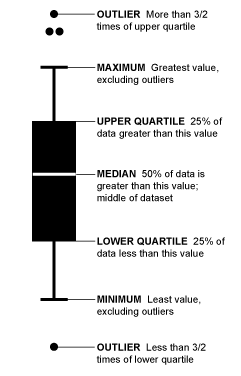 OUTLIER More than 3/2
times of upper quartile
MAXIMUM Greatest value,
excluding outliers
UPPER QUARTILE 25% of
data greater than this value
MEDIAN 50% of data is
greater than this value;
middle of dataset
LOWER QUARTILE 25% of
data less than this value
MINIMUM Least value,
excluding outliers
OUTLIER Less than 3/2
times of lower quartile